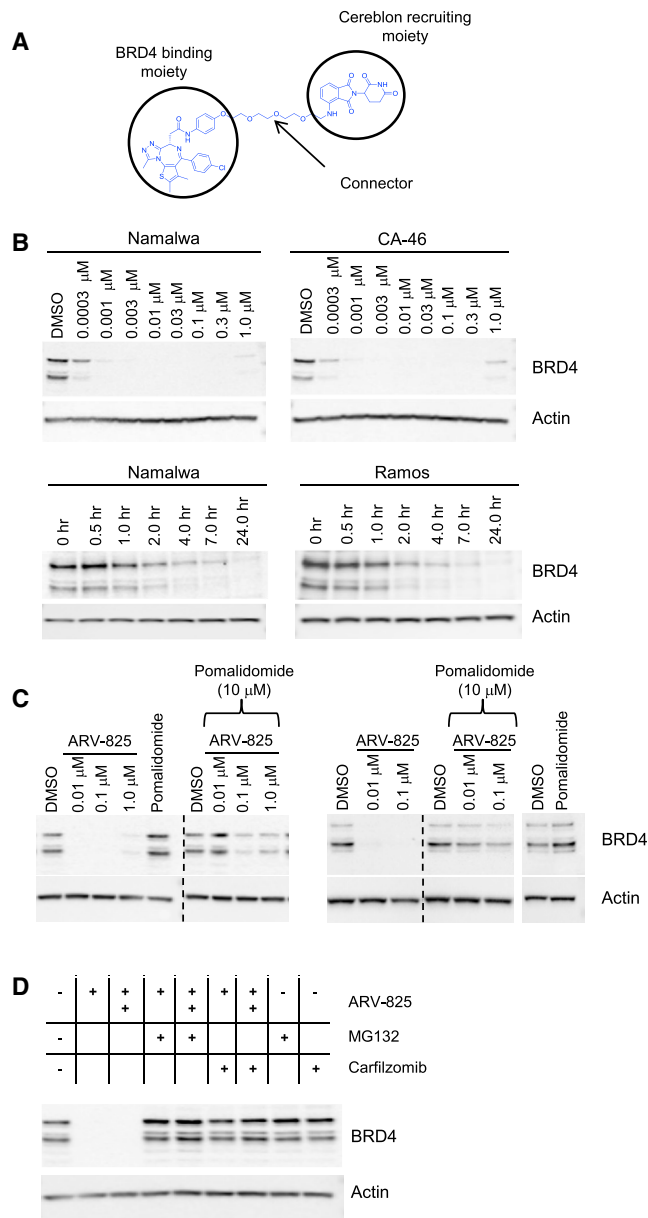 A
BRD4 binding
moiety
Cereblon recruiting
moiety
O
N
H
N
N
N
N
S
Cl
O
O
O
O
NH
O
O
N
NH
O
O
Connector
B
Namalwa
CA-46
DMSO
0.0003 µM
0.001 µM
0.003 µM
0.01 µM
0.03 µM
0.1 µM
0.3 µM
1.0 µM
DMSO
0.0003 µM
0.001 µM
0.003 µM
0.01 µM
0.03 µM
0.1 µM
0.3 µM
1.0 µM
BRD4
Actin
Namalwa
Ramos
0 hr
0.5 hr
1.0 hr
2.0 hr
4.0 hr
7.0 hr
24.0 hr
0 hr
0.5 hr
1.0 hr
2.0 hr
4.0 hr
7.0 hr
24.0 hr
BRD4
Actin
C
Pomalidomide
(10 µM)
Pomalidomide
(10 µM)
ARV-825
ARV-825
ARV-825
ARV-825
DMSO
0.01 µM
0.1 µM
1.0 µM
Pomalidomide
DMSO
0.01 µM
0.1 µM
1.0 µM
DMSO
0.01 µM
0.1 µM
DMSO
0.01 µM
0.1 µM
DMSO
Pomalidomide
BRD4
Actin
D
- + + + + + + - - ARV-825
+ + +
- + + + MG132
- + + + Carfilzomib
BRD4
Actin